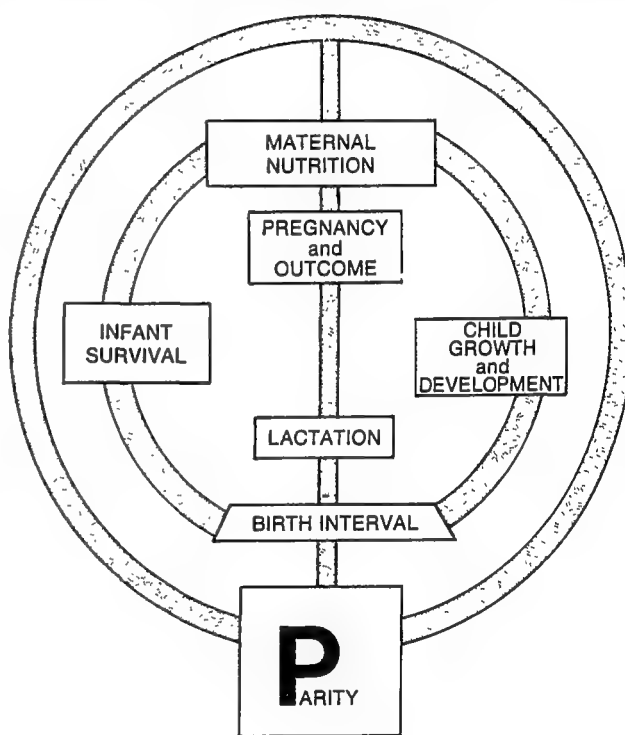 MATERNAL
NUTRITION
PREGNANCY
and
OUTCOME
INFANT
SURVIVAL
CHILD
GROWTH
and
DEVELOPMENT
LACTATION
BIRTH INTERVAL
PARITY